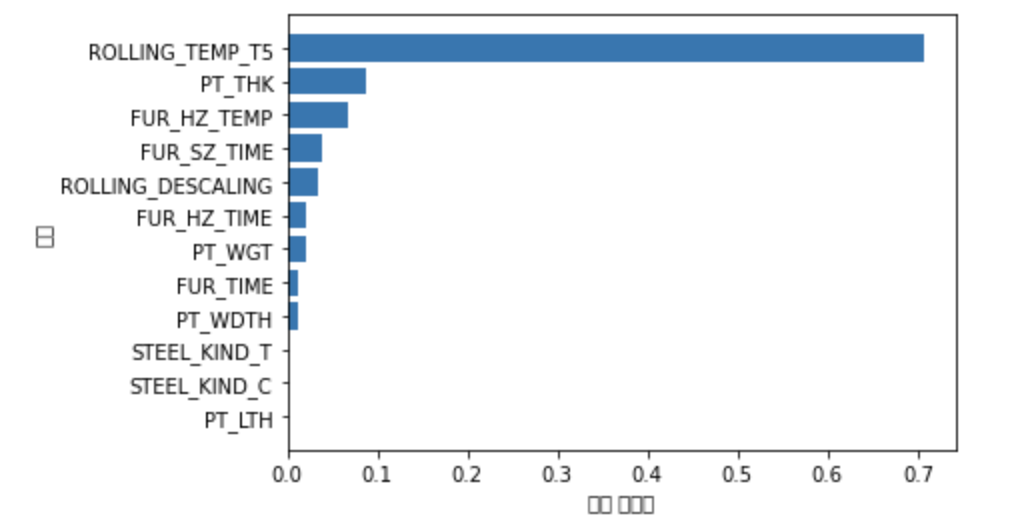 ROLLING_TEMP_T5
PT_THK
FUR_HZ_TEMP
FUR_SZ_TIME
ROLLING_DESCALING
FUR_HZ_TIME
PT_WGT
FUR_TIME
PT_WDTH
STEEL_KIND_T
STEEL_KIND_C
PT_LTH
0.0 0.1 0.2 0.3 0.4 0.5 0.6 0.7